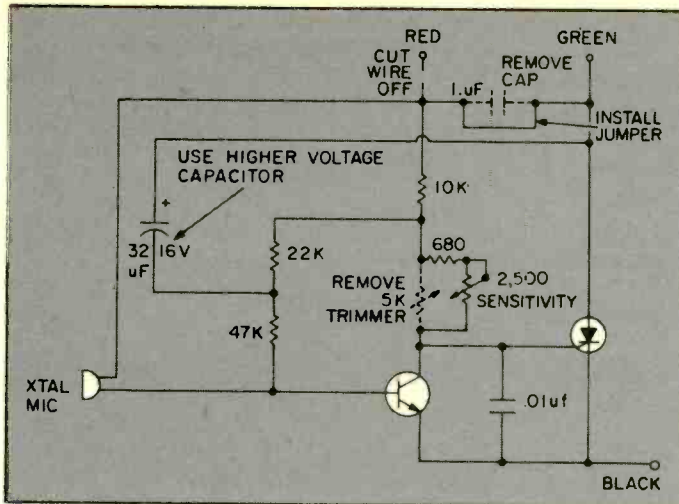 RED
CUT
WIRE
OFF
GREEN
REMOVE
CAP
1.uF
INSTALL
JUMPER
USE HIGHER VOLTAGE
CAPACITOR
+
32 16V
uF
10K
22K
680
REMOVE
5K
TRIMMER
2,500
SENSITIVITY
47K
XTAL
MIC
.01uf
BLACK